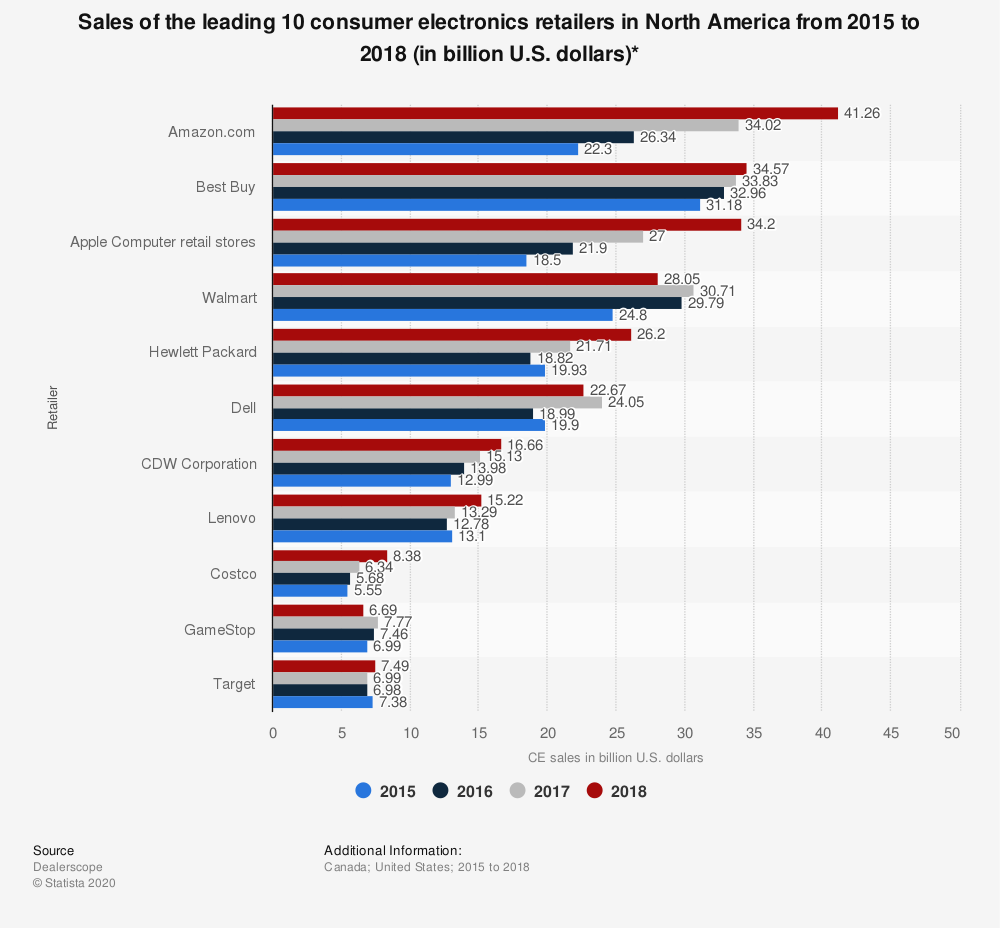 Sales of the leading 10 consumer electronics retailers in North America from 2015 to
2018 (in billion U.S. dollars)*
Amazon.com
41.26
34.02
26.34
22.3
Best Buy
34.57
33.83
32.96
31.18
Apple Computer retail stores
34.2
27
21.9
18.5
Walmart
28.05
30.71
29.79
24.8
Hewlett Packard
26.2
21.71
18.82
19.93
Dell
22.67
24.05
18.99
19.9
CDW Corporation
16.66
15.13
13.98
12.99
Lenovo
15.22
13.29
12.78
13.1
Costco
8.38
6.34
5.68
5.55
GameStop
6.69
7.77
7.46
6.99
Target
7.49
6.99
6.98
7.38
Retailer
0 5 10 15 20 25 30 35 40 45 50
CE sales in billion U.S. dollars
2015 2016 2017 2018
Source
Dealerscope
© Statista 2020
Additional Information:
Canada; United States; 2015 to 2018